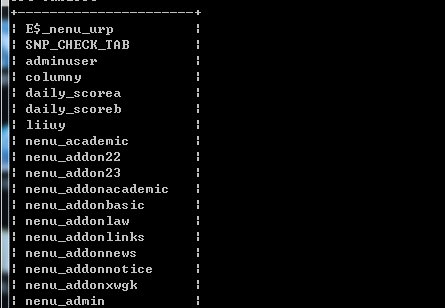 E$_nenu_urp
SNP_CHECK_TAB
adminuser
columny
daily_scorea
daily_scoreb
liiuy
nenu_academic
nenu_addon22
nenu_addon23
nenu_addonacademic
nenu_addonbasic
nenu_addonlaw
nenu_addonlinks
nenu_addonnews
nenu_addonnotice
nenu_addonxwgk
nenu_admin